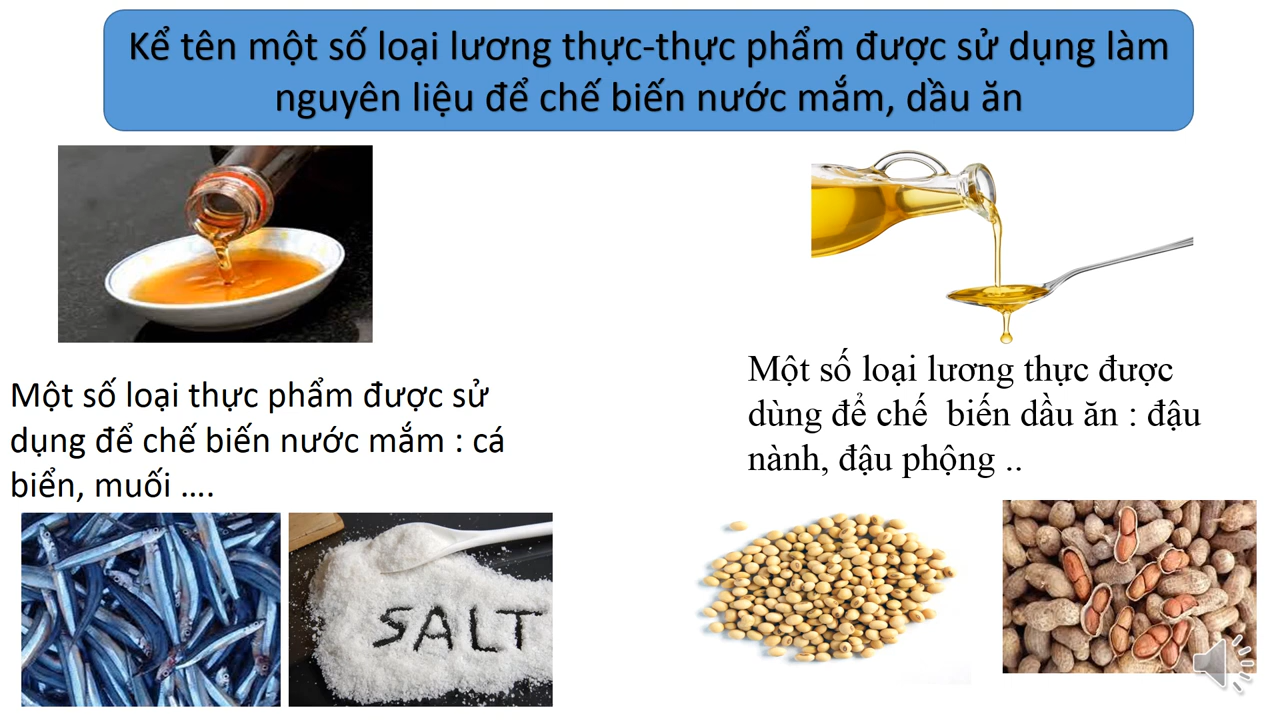 Kể tên một số loại lương thực-thực phẩm được sử dụng làm
nguyên liệu để chế biến nước mắm, dầu ăn
Một số loại thực phẩm được sử
dụng để chế biến nước mắm : cá
biển, muối ....
Một số loại lương thực được
dùng để chế  biến dầu ăn : đậu
nành, đậu phộng ..
SALT